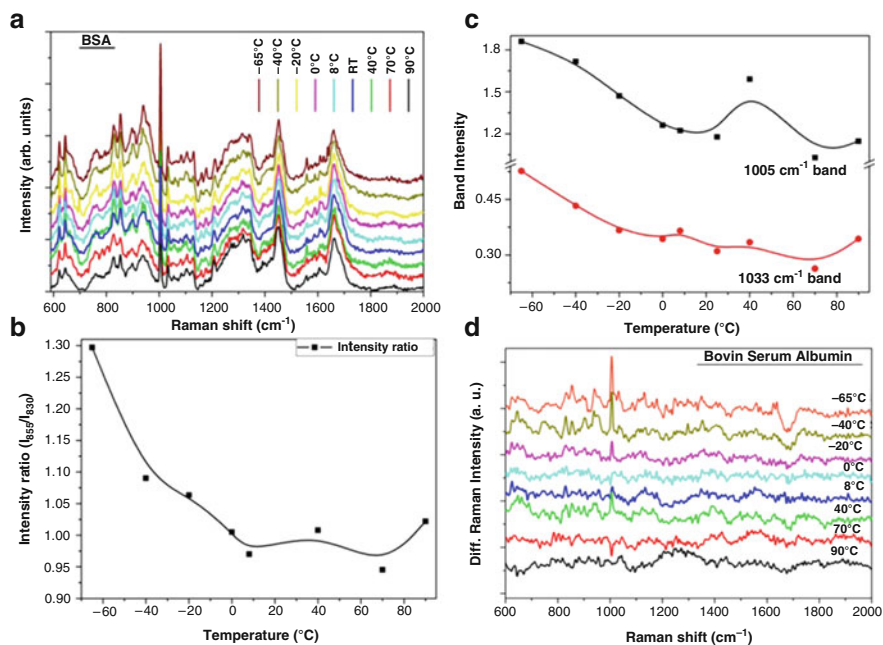 a
BSA
−65°C
−40°C
−20°C
0°C
8°C
RT
40°C
70°C
90°C
Intensity (arb. units)
600 800 1000 1200 1400 1600 1800 2000
Raman shift (cm⁻¹)
b
Intensity ratio
1.30
1.25
1.20
1.15
1.10
1.05
1.00
0.95
0.90
Intensity ratio (I₈₅₅/I₈₃₀)
−60 −40 −20 0 20 40 60 80
Temperature (°C)
c
1.8
1.5
1.2
0.45
0.30
Band Intensity
1005 cm⁻¹ band
1033 cm⁻¹ band
−60 −40 −20 0 20 40 60 80
Temperature (°C)
d
Bovin Serum Albumin
−65°C
−40°C
−20°C
0°C
8°C
40°C
70°C
90°C
Diff. Raman Intensity (a. u.)
600 800 1000 1200 1400 1600 1800 2000
Raman shift (cm⁻¹)